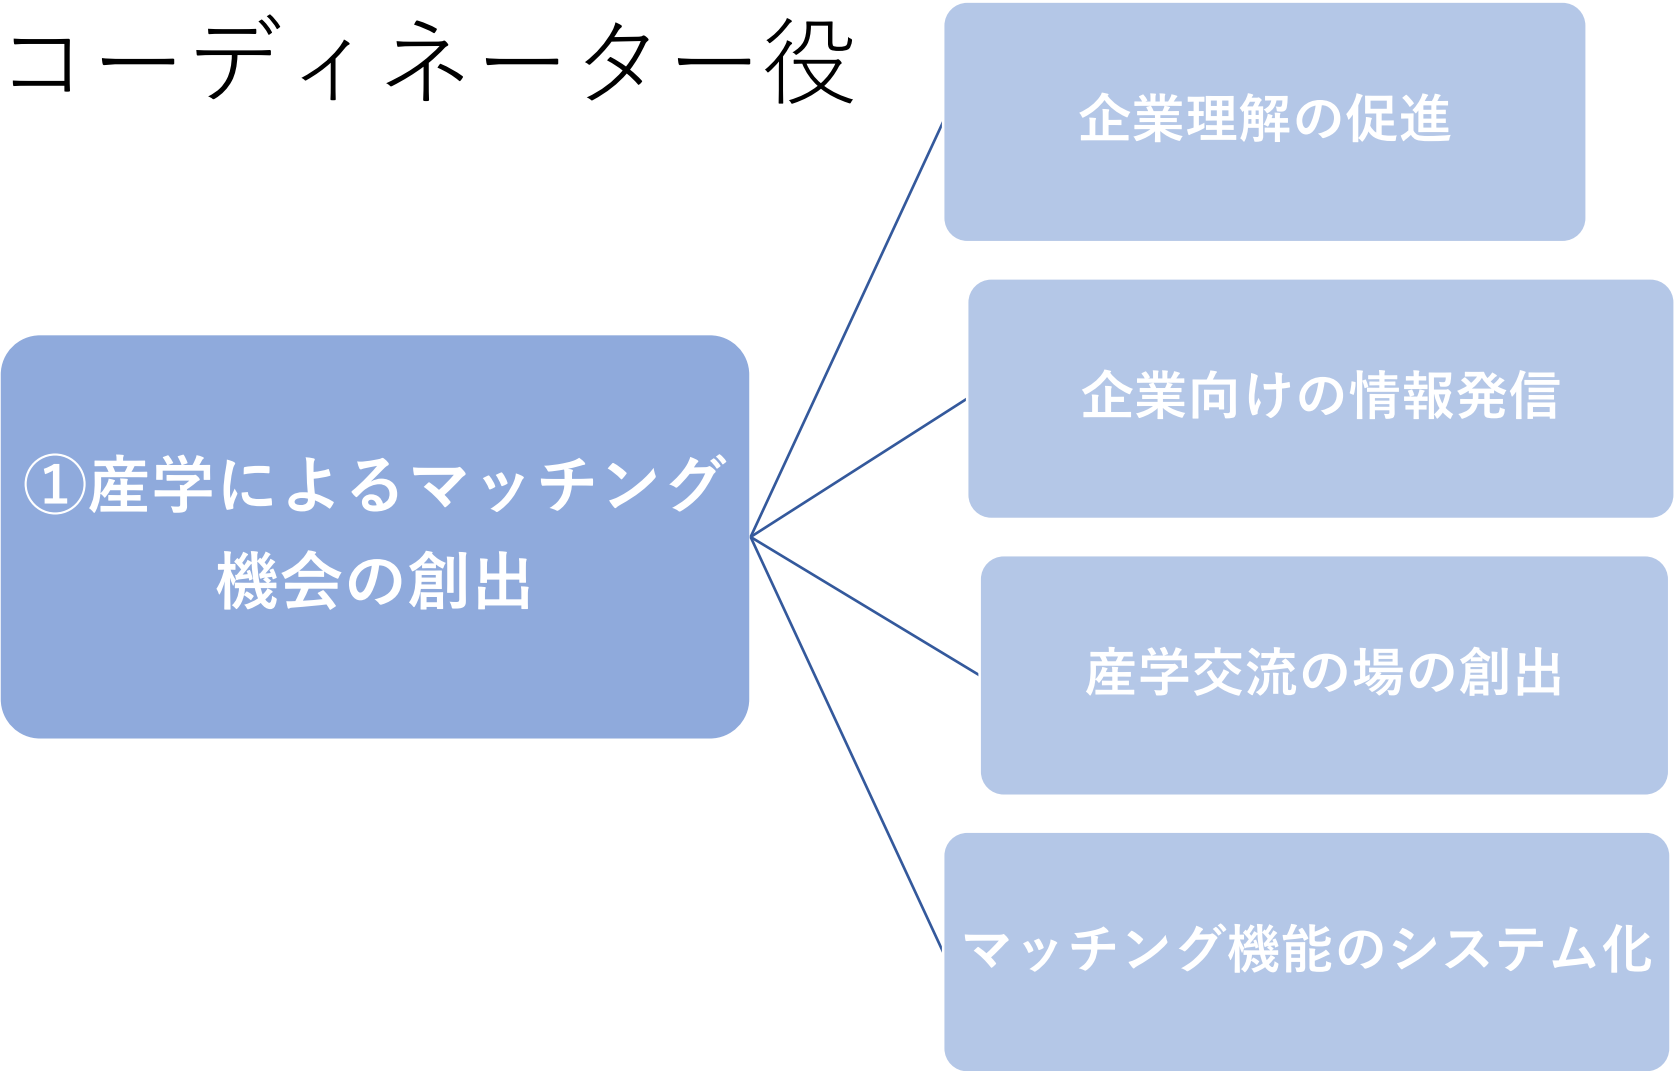 コーディネーター役
①産学によるマッチング
機会の創出
企業理解の促進
企業向けの情報発信
産学交流の場の創出
マッチング機能のシステム化